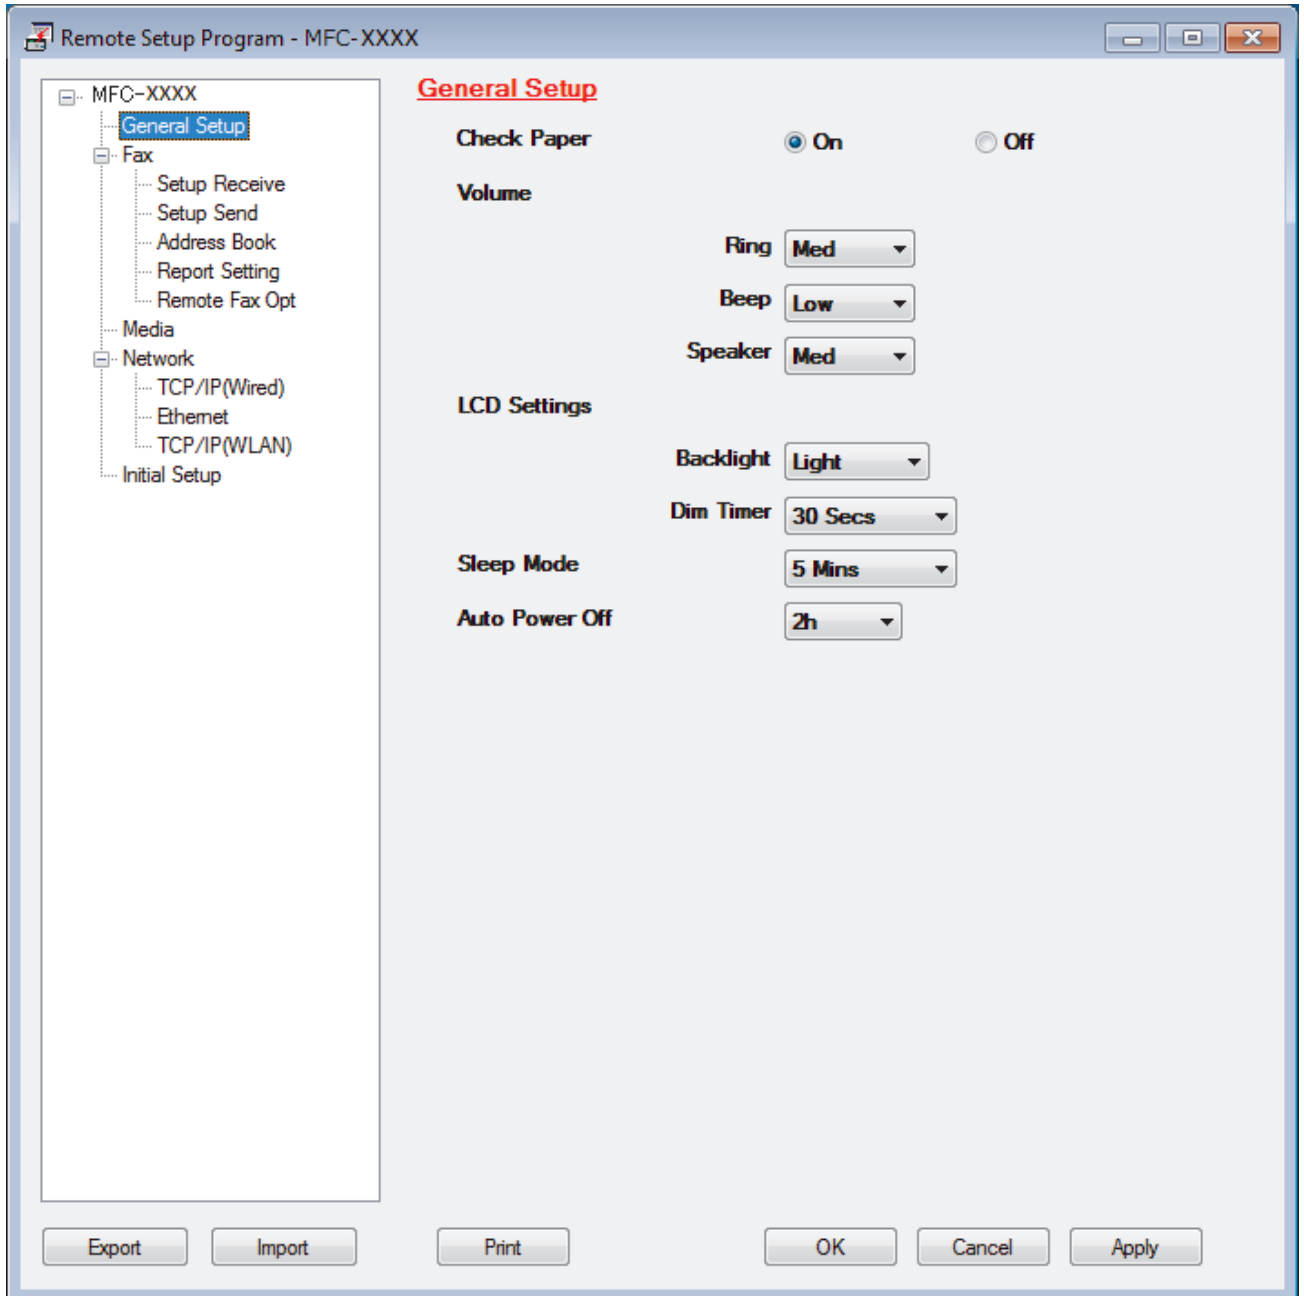 Remote Setup Program - MFC-XXXX
MFC-XXXX
General Setup
Fax
Setup Receive
Setup Send
Address Book
Report Setting
Remote Fax Opt
Media
Network
TCP/IP(Wired)
Ethernet
TCP/IP(WLAN)
Initial Setup
General Setup
Check Paper On Off
Volume
Ring Med
Beep Low
Speaker Med
LCD Settings
Backlight Light
Dim Timer 30 Secs
Sleep Mode 5 Mins
Auto Power Off 2h
Export Import Print OK Cancel Apply